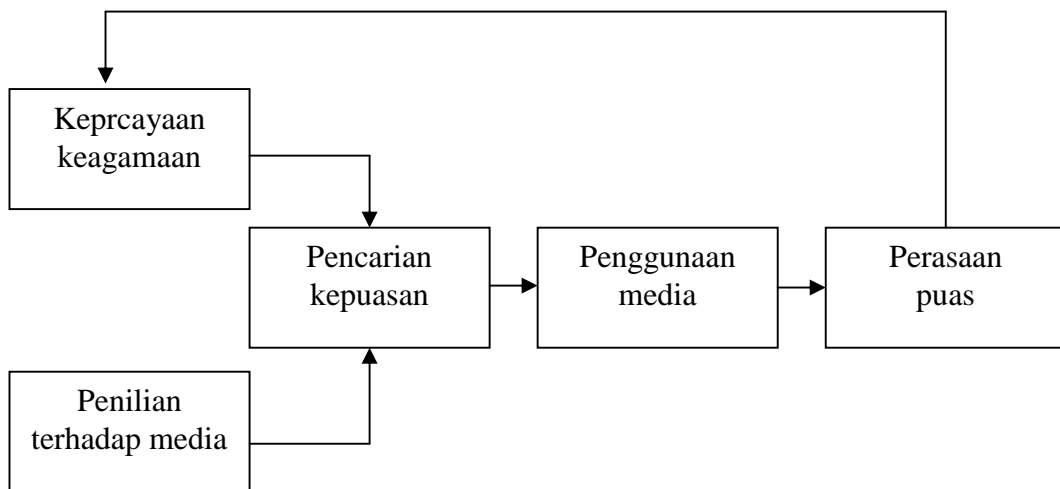 Keprcayaan
keagamaan
Pencarian
kepuasan
Penggunaan
media
Perasaan
puas
Penilian
terhadap media